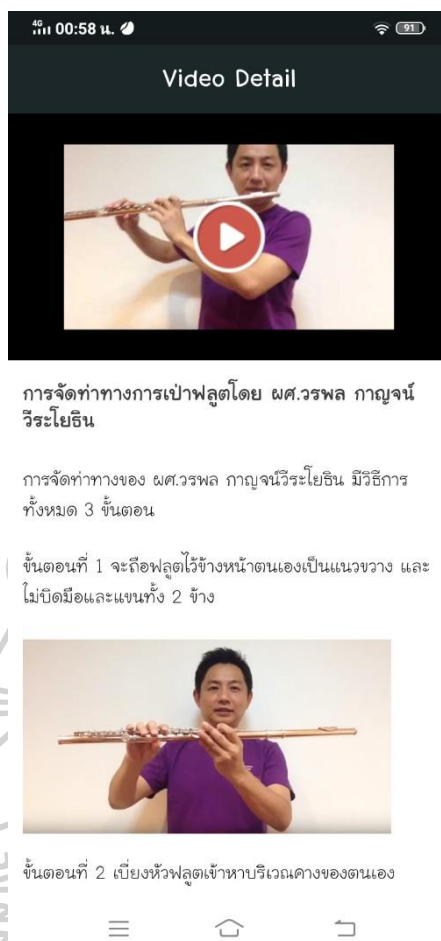 4G 00:58 น. 91
Video Detail
การจัดท่าทางการเป่าฟลูตโดย ผศ.วรพล กาญจน์
วีระโยธิน
การจัดท่าทางของ ผศ.วรพล กาญจน์วีระโยธิน มีวิธีการ
ทั้งหมด 3 ขั้นตอน
ขั้นตอนที่ 1 จะถือฟลูตไว้ข้างหน้าตนเองเป็นแนวขวาง และ
ไม่บิดมือและแขนทั้ง 2 ข้าง
ขั้นตอนที่ 2 เบี่ยงหัวฟลูตเข้าหาบริเวณคางของตนเอง